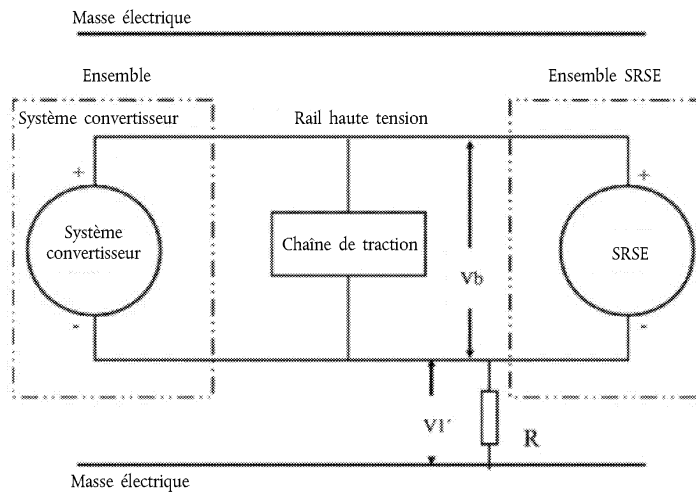 Masse électrique
Ensemble
Ensemble SRSE
Système convertisseur
Rail haute tension
+
+
Système
convertisseur
Chaîne de traction
SRSE
Vb
-
-
V1´
R
Masse électrique